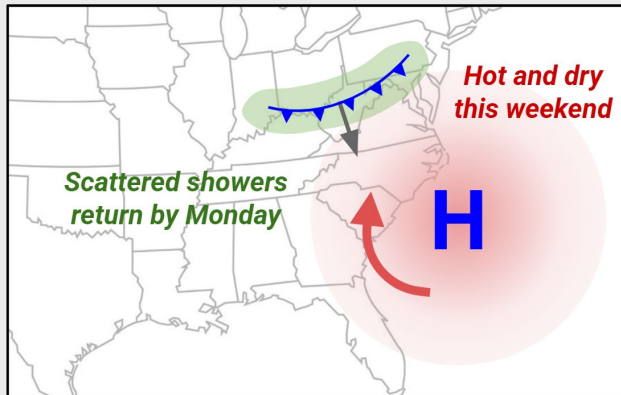 Hot and dry
this weekend
Scattered showers
return by Monday
H